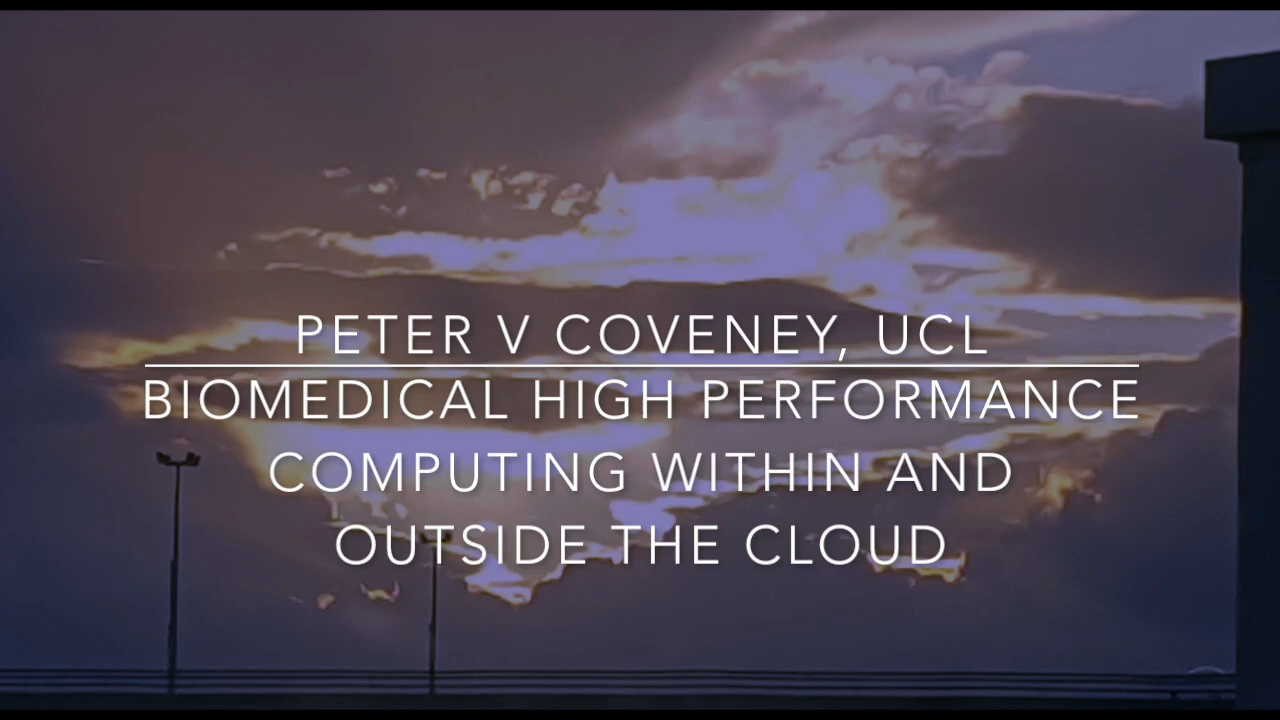 PETER V COVENEY, UCL
BIOMEDICAL HIGH PERFORMANCE
COMPUTING WITHIN AND
OUTSIDE THE CLOUD